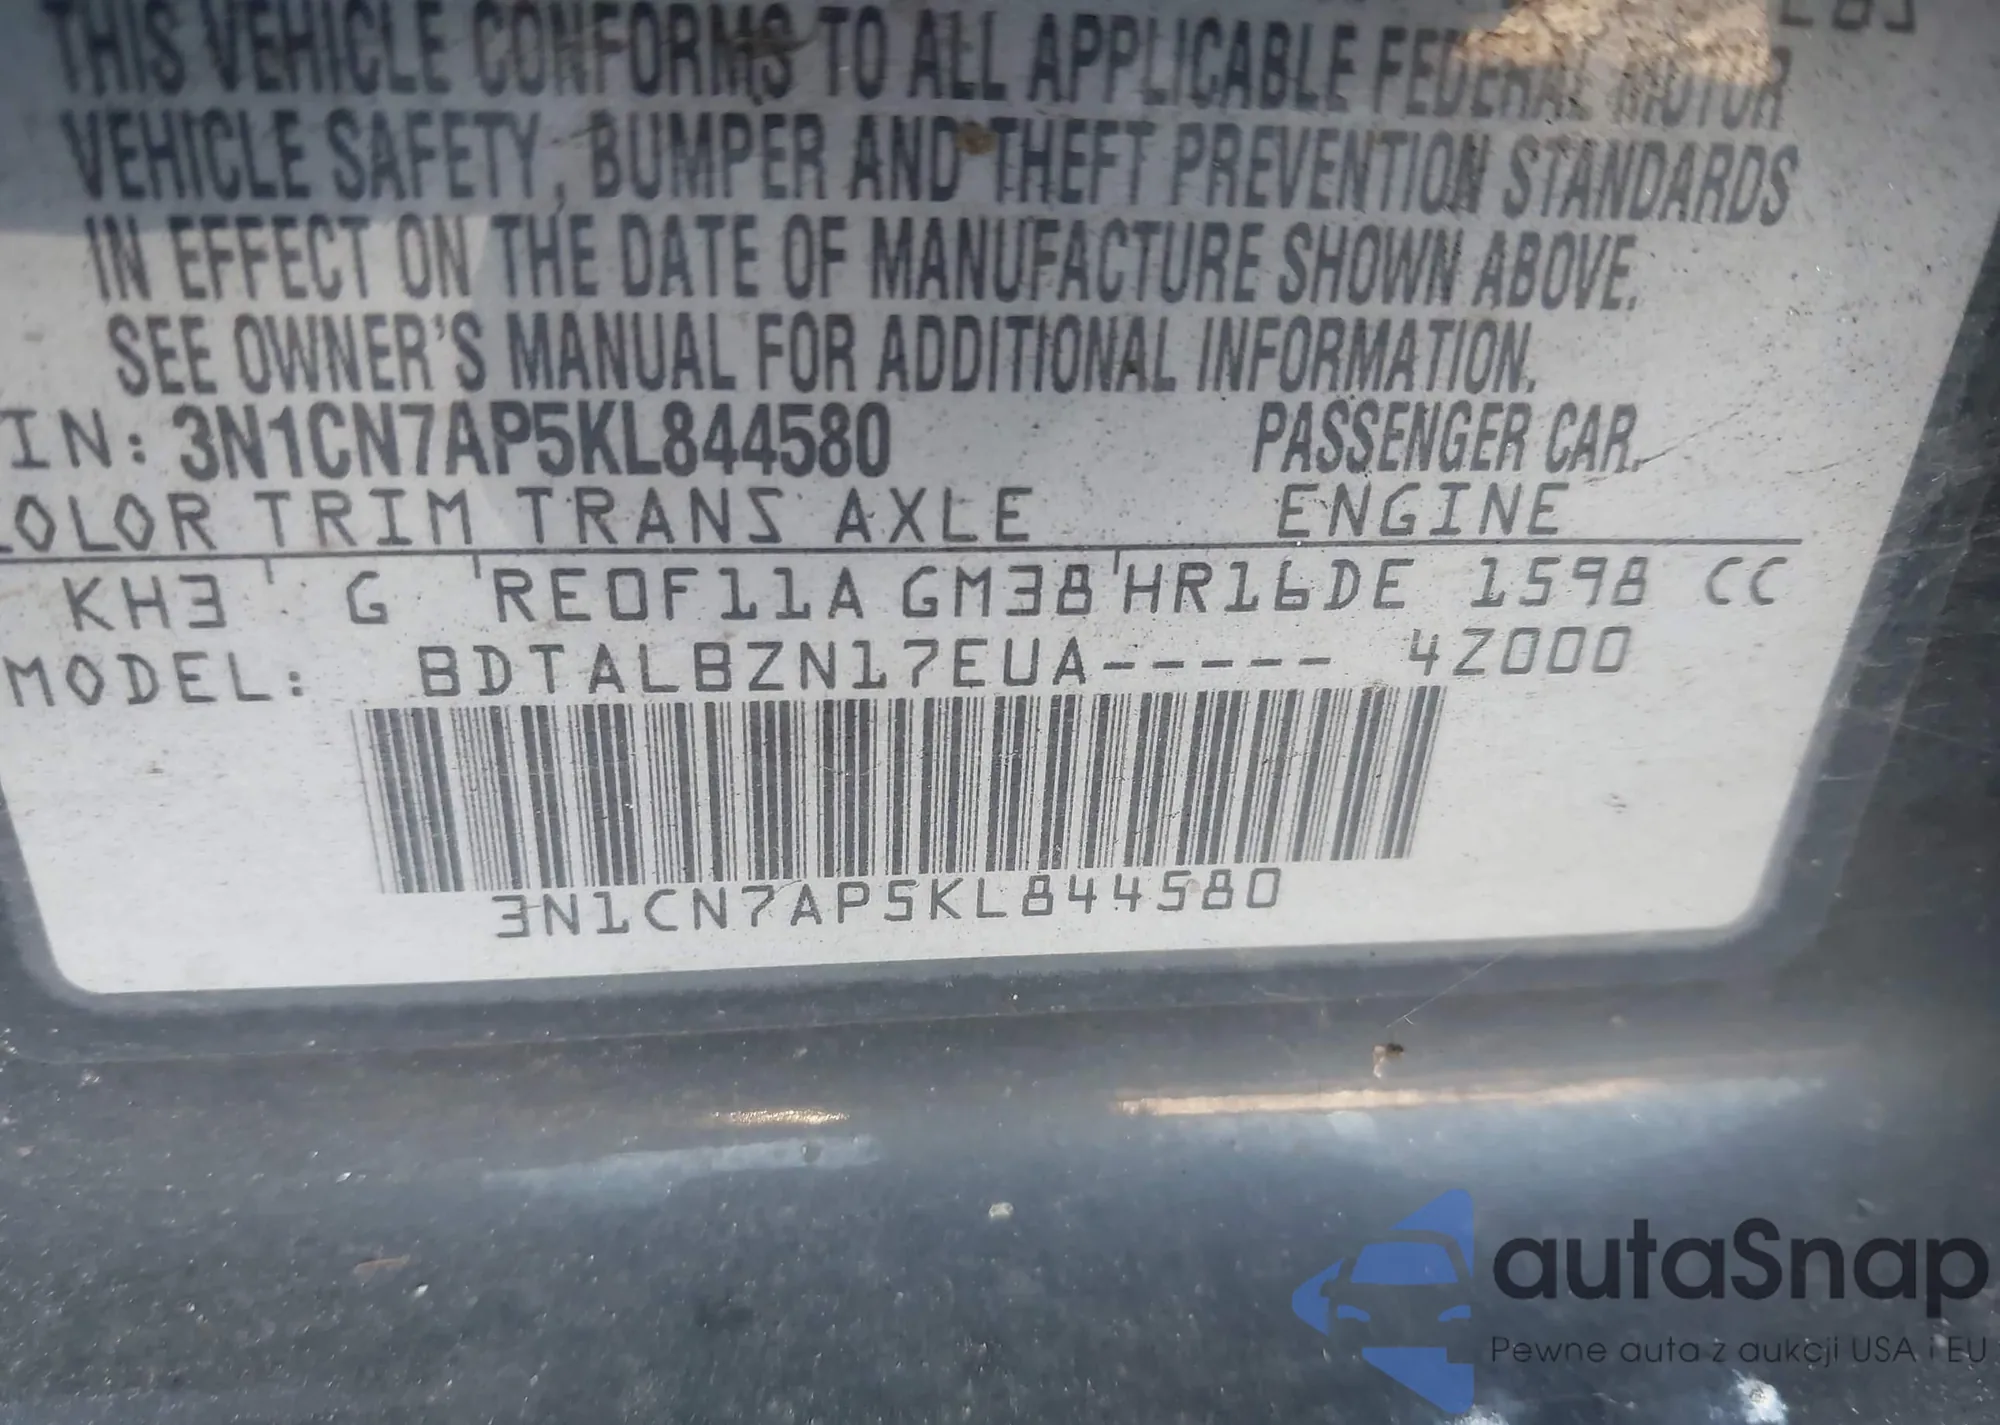 THIS VEHICLE CONFORMS TO ALL APPLICABLE FEDERAL MOTOR
VEHICLE SAFETY, BUMPER AND THEFT PREVENTION STANDARDS
IN EFFECT ON THE DATE OF MANUFACTURE SHOWN ABOVE.
SEE OWNER'S MANUAL FOR ADDITIONAL INFORMATION.
IN: 3N1CN7AP5KL844580 PASSENGER CAR.
COLOR TRIM TRANS AXLE ENGINE
KH3 G RE0F11A GM38 HR16DE 1598 CC
MODEL: BDTALBZN17EUA----- 4Z000
3N1CN7AP5KL844580
autaSnap
Pewne auta z aukcji USA i EU